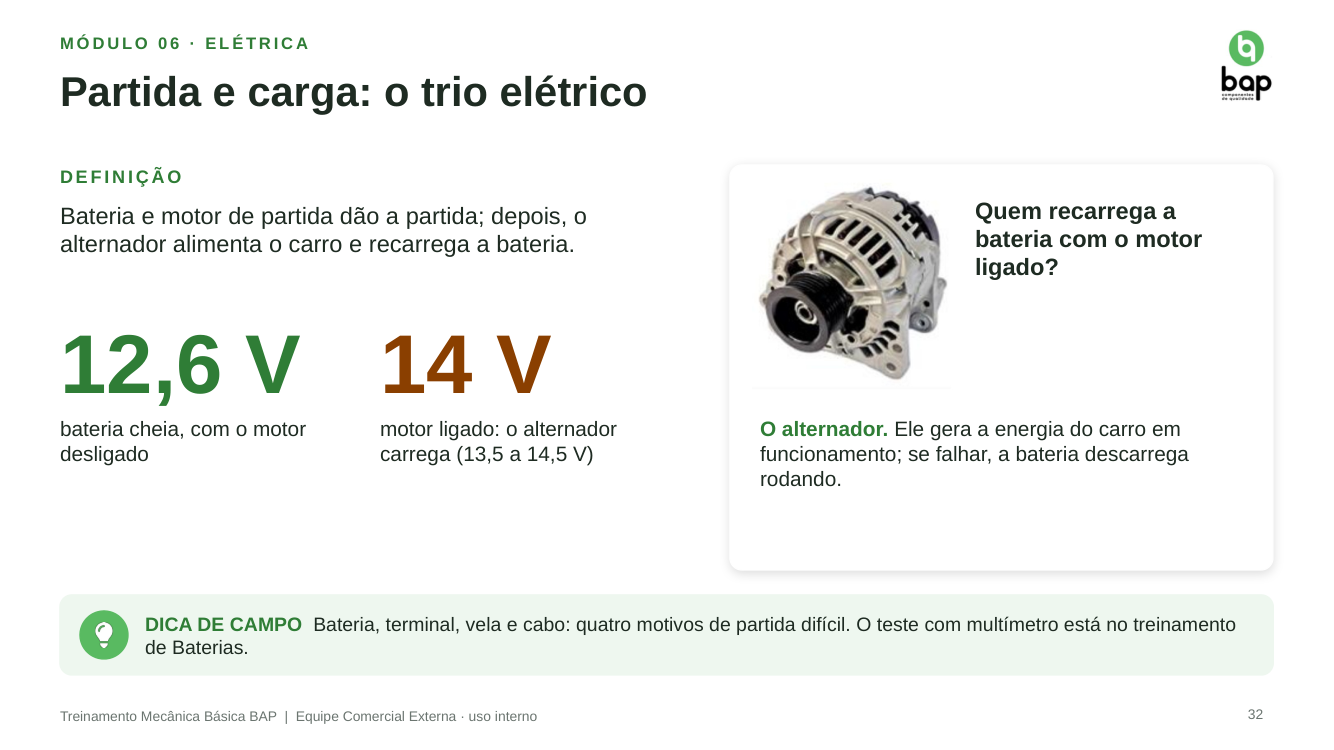 MÓDULO 06 · ELÉTRICA
Partida e carga: o trio elétrico
bap
componentes
de qualidade
DEFINIÇÃO
Bateria e motor de partida dão a partida; depois, o
alternador alimenta o carro e recarrega a bateria.
12,6 V
bateria cheia, com o motor
desligado
14 V
motor ligado: o alternador
carrega (13,5 a 14,5 V)
Quem recarrega a
bateria com o motor
ligado?
O alternador. Ele gera a energia do carro em
funcionamento; se falhar, a bateria descarrega
rodando.
DICA DE CAMPO Bateria, terminal, vela e cabo: quatro motivos de partida difícil. O teste com multímetro está no treinamento
de Baterias.
Treinamento Mecânica Básica BAP | Equipe Comercial Externa · uso interno
32